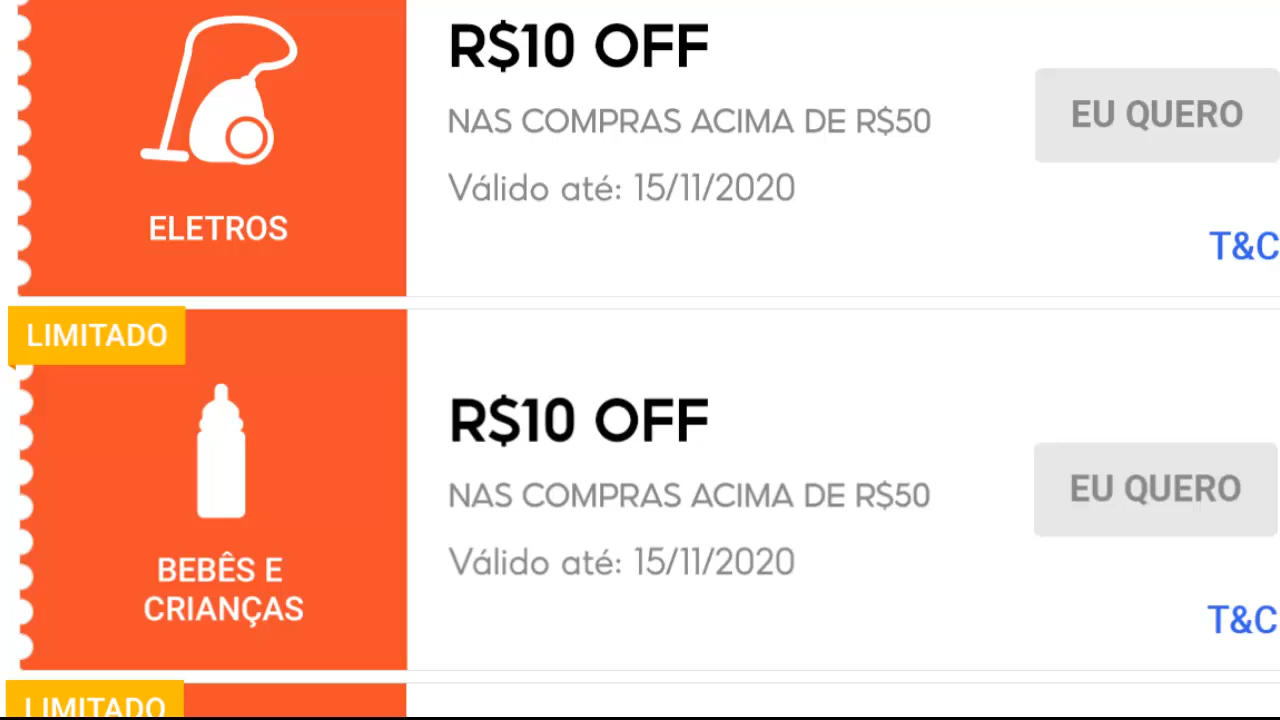 R$10 OFF
NAS COMPRAS ACIMA DE R$50
EU QUERO
Válido até: 15/11/2020
ELETROS
T&C
LIMITADO
R$10 OFF
NAS COMPRAS ACIMA DE R$50
EU QUERO
Válido até: 15/11/2020
BEBÊS E
CRIANÇAS
T&C
LIMITADO